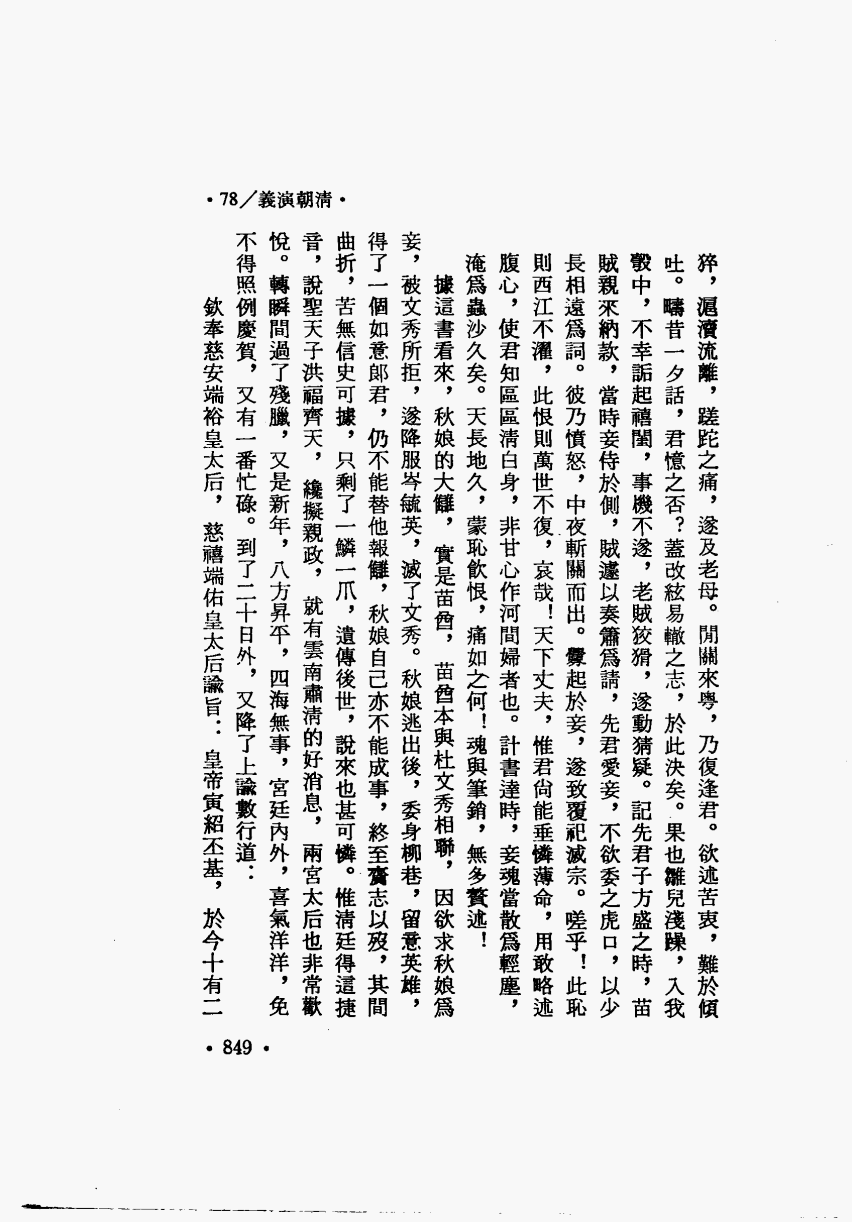 •78／義演朝清•
猝，滬瀆流離，蹉跎之痛，遂及老母。閒關來粵，乃復逢君。欲述苦衷，難於傾
吐。疇昔一夕話，君憶之否？蓋改絃易轍之志，於此決矣。果也雛兒淺躁，入我
彀中，不幸詬起禧闈，事機不遂，老賊狡猾，遂動猜疑。記先君子方盛之時，苗
賊親來納款，當時妾侍於側，賊遽以奏簫爲請，先君愛妾，不欲委之虎口，以少
長相遠爲詞。彼乃憤怒，中夜斬關而出。釁起於妾，遂致覆祀滅宗。嗟乎！此恥
則西江不濯，此恨則萬世不復，哀哉！天下丈夫，惟君尙能垂憐薄命，用敢略述
腹心，使君知區區淸白身，非甘心作河間婦者也。計書達時，妾魂當散爲輕塵，
淹爲蟲沙久矣。天長地久，蒙恥飮恨，痛如之何！魂與筆銷，無多贅述！
據這書看來，秋娘的大讎，實是苗酋，苗酋本與杜文秀相聯，因欲求秋娘爲
妾，被文秀所拒，遂降服岑毓英，滅了文秀。秋娘逃出後，委身柳巷，留意英雄，
得了一個如意郎君，仍不能替他報讎，秋娘自己亦不能成事，終至齎志以歿，其間
曲折，苦無信史可據，只剩了一鱗一爪，遺傳後世，說來也甚可憐。惟淸廷得這捷
音，說聖天子洪福齊天，纔擬親政，就有雲南肅淸的好消息，兩宮太后也非常歡
悅。轉瞬間過了殘臘，又是新年，八方昇平，四海無事，宮廷內外，喜氣洋洋，免
不得照例慶賀，又有一番忙碌。到了二十日外，又降了上諭數行道：
欽奉慈安端裕皇太后，慈禧端佑皇太后諭旨：皇帝寅紹丕基，於今十有二
•849•